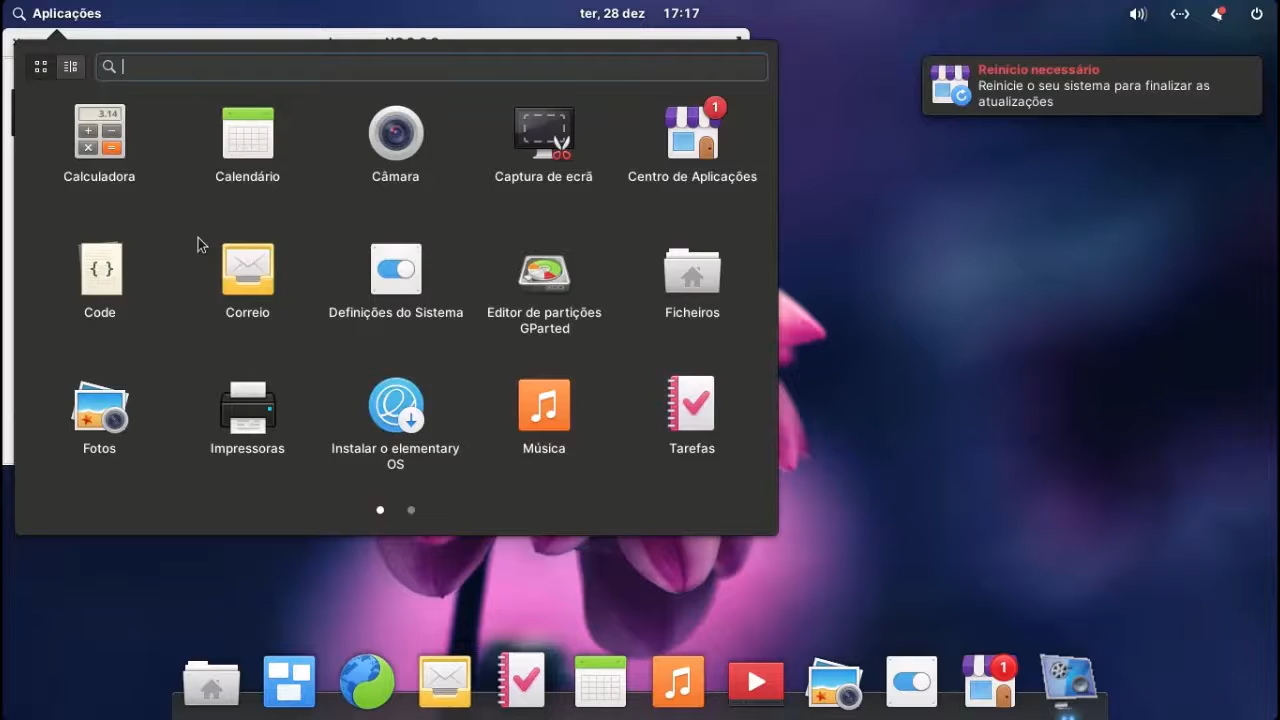 Aplicações
ter, 28 dez 17:17
Reinício necessário
Reinicie o seu sistema para finalizar as
atualizações
3.14
1
Calculadora
Calendário
Câmara
Captura de ecrã
Centro de Aplicações
{ }
Code
Correio
Definições do Sistema
Editor de partições
GParted
Ficheiros
Fotos
Impressoras
Instalar o elementary
OS
Música
Tarefas
1